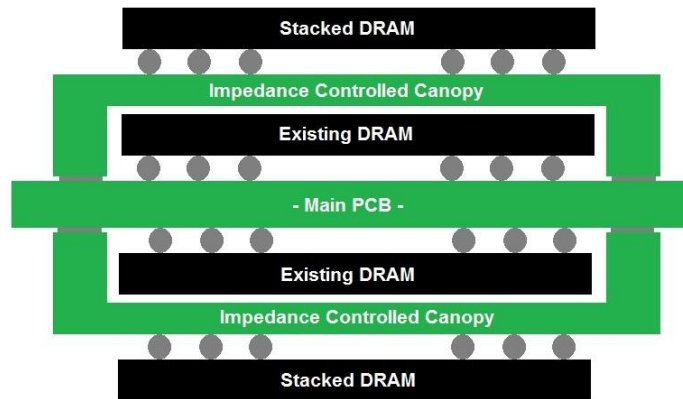 Stacked DRAM
Impedance Controlled Canopy
Existing DRAM
- Main PCB -
Existing DRAM
Impedance Controlled Canopy
Stacked DRAM